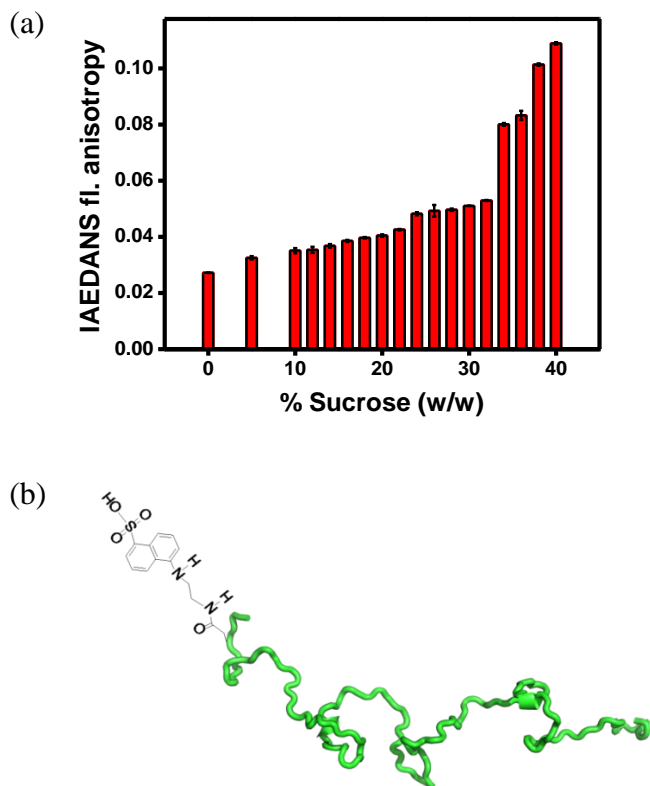 (a)
IAEDANS fl. anisotropy
0.10
0.08
0.06
0.04
0.02
0.00
0 10 20 30 40
% Sucrose (w/w)
(b)
HO
O
S
O
N H
N H
O